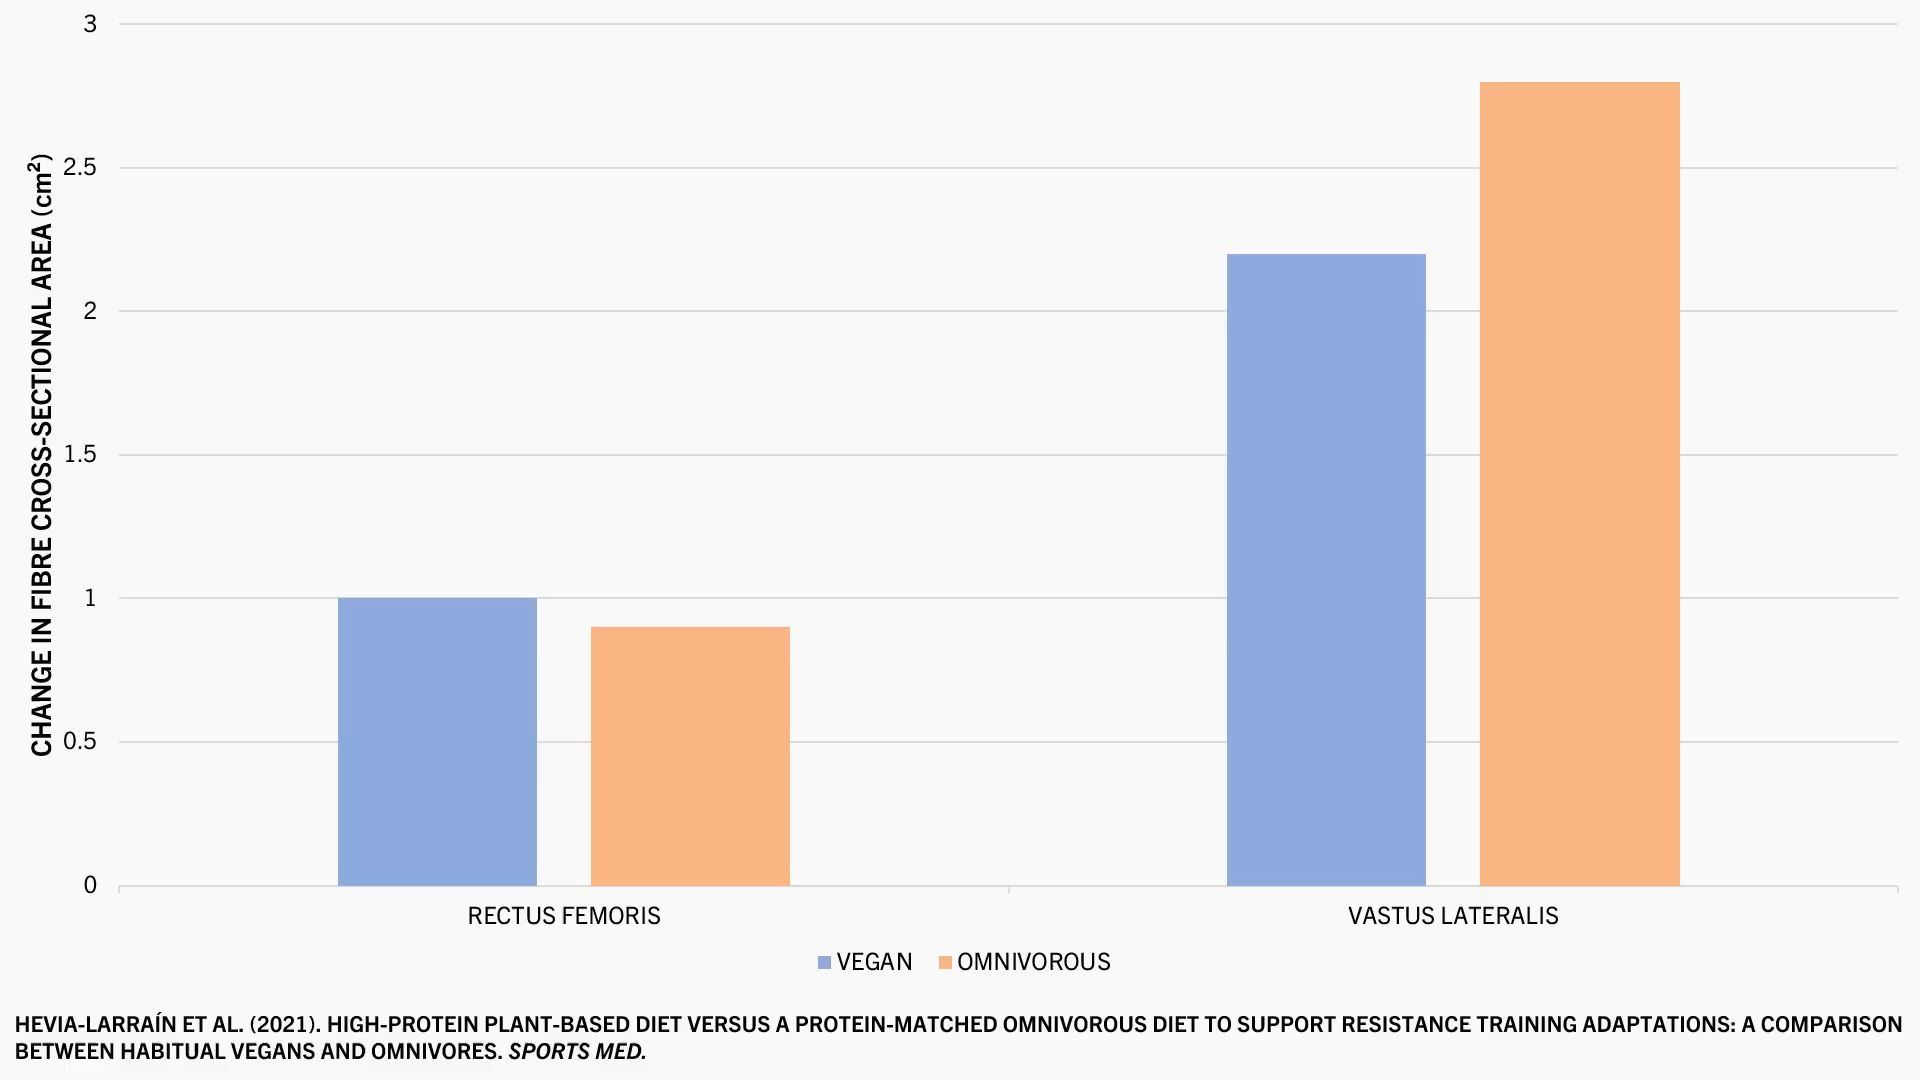 3
2.5
2
1.5
1
0.5
0
CHANGE IN FIBRE CROSS-SECTIONAL AREA (cm²)
RECTUS FEMORIS
VASTUS LATERALIS
VEGAN
OMNIVOROUS
HEVIA-LARRAÍN ET AL. (2021). HIGH-PROTEIN PLANT-BASED DIET VERSUS A PROTEIN-MATCHED OMNIVOROUS DIET TO SUPPORT RESISTANCE TRAINING ADAPTATIONS: A COMPARISON
BETWEEN HABITUAL VEGANS AND OMNIVORES. SPORTS MED.